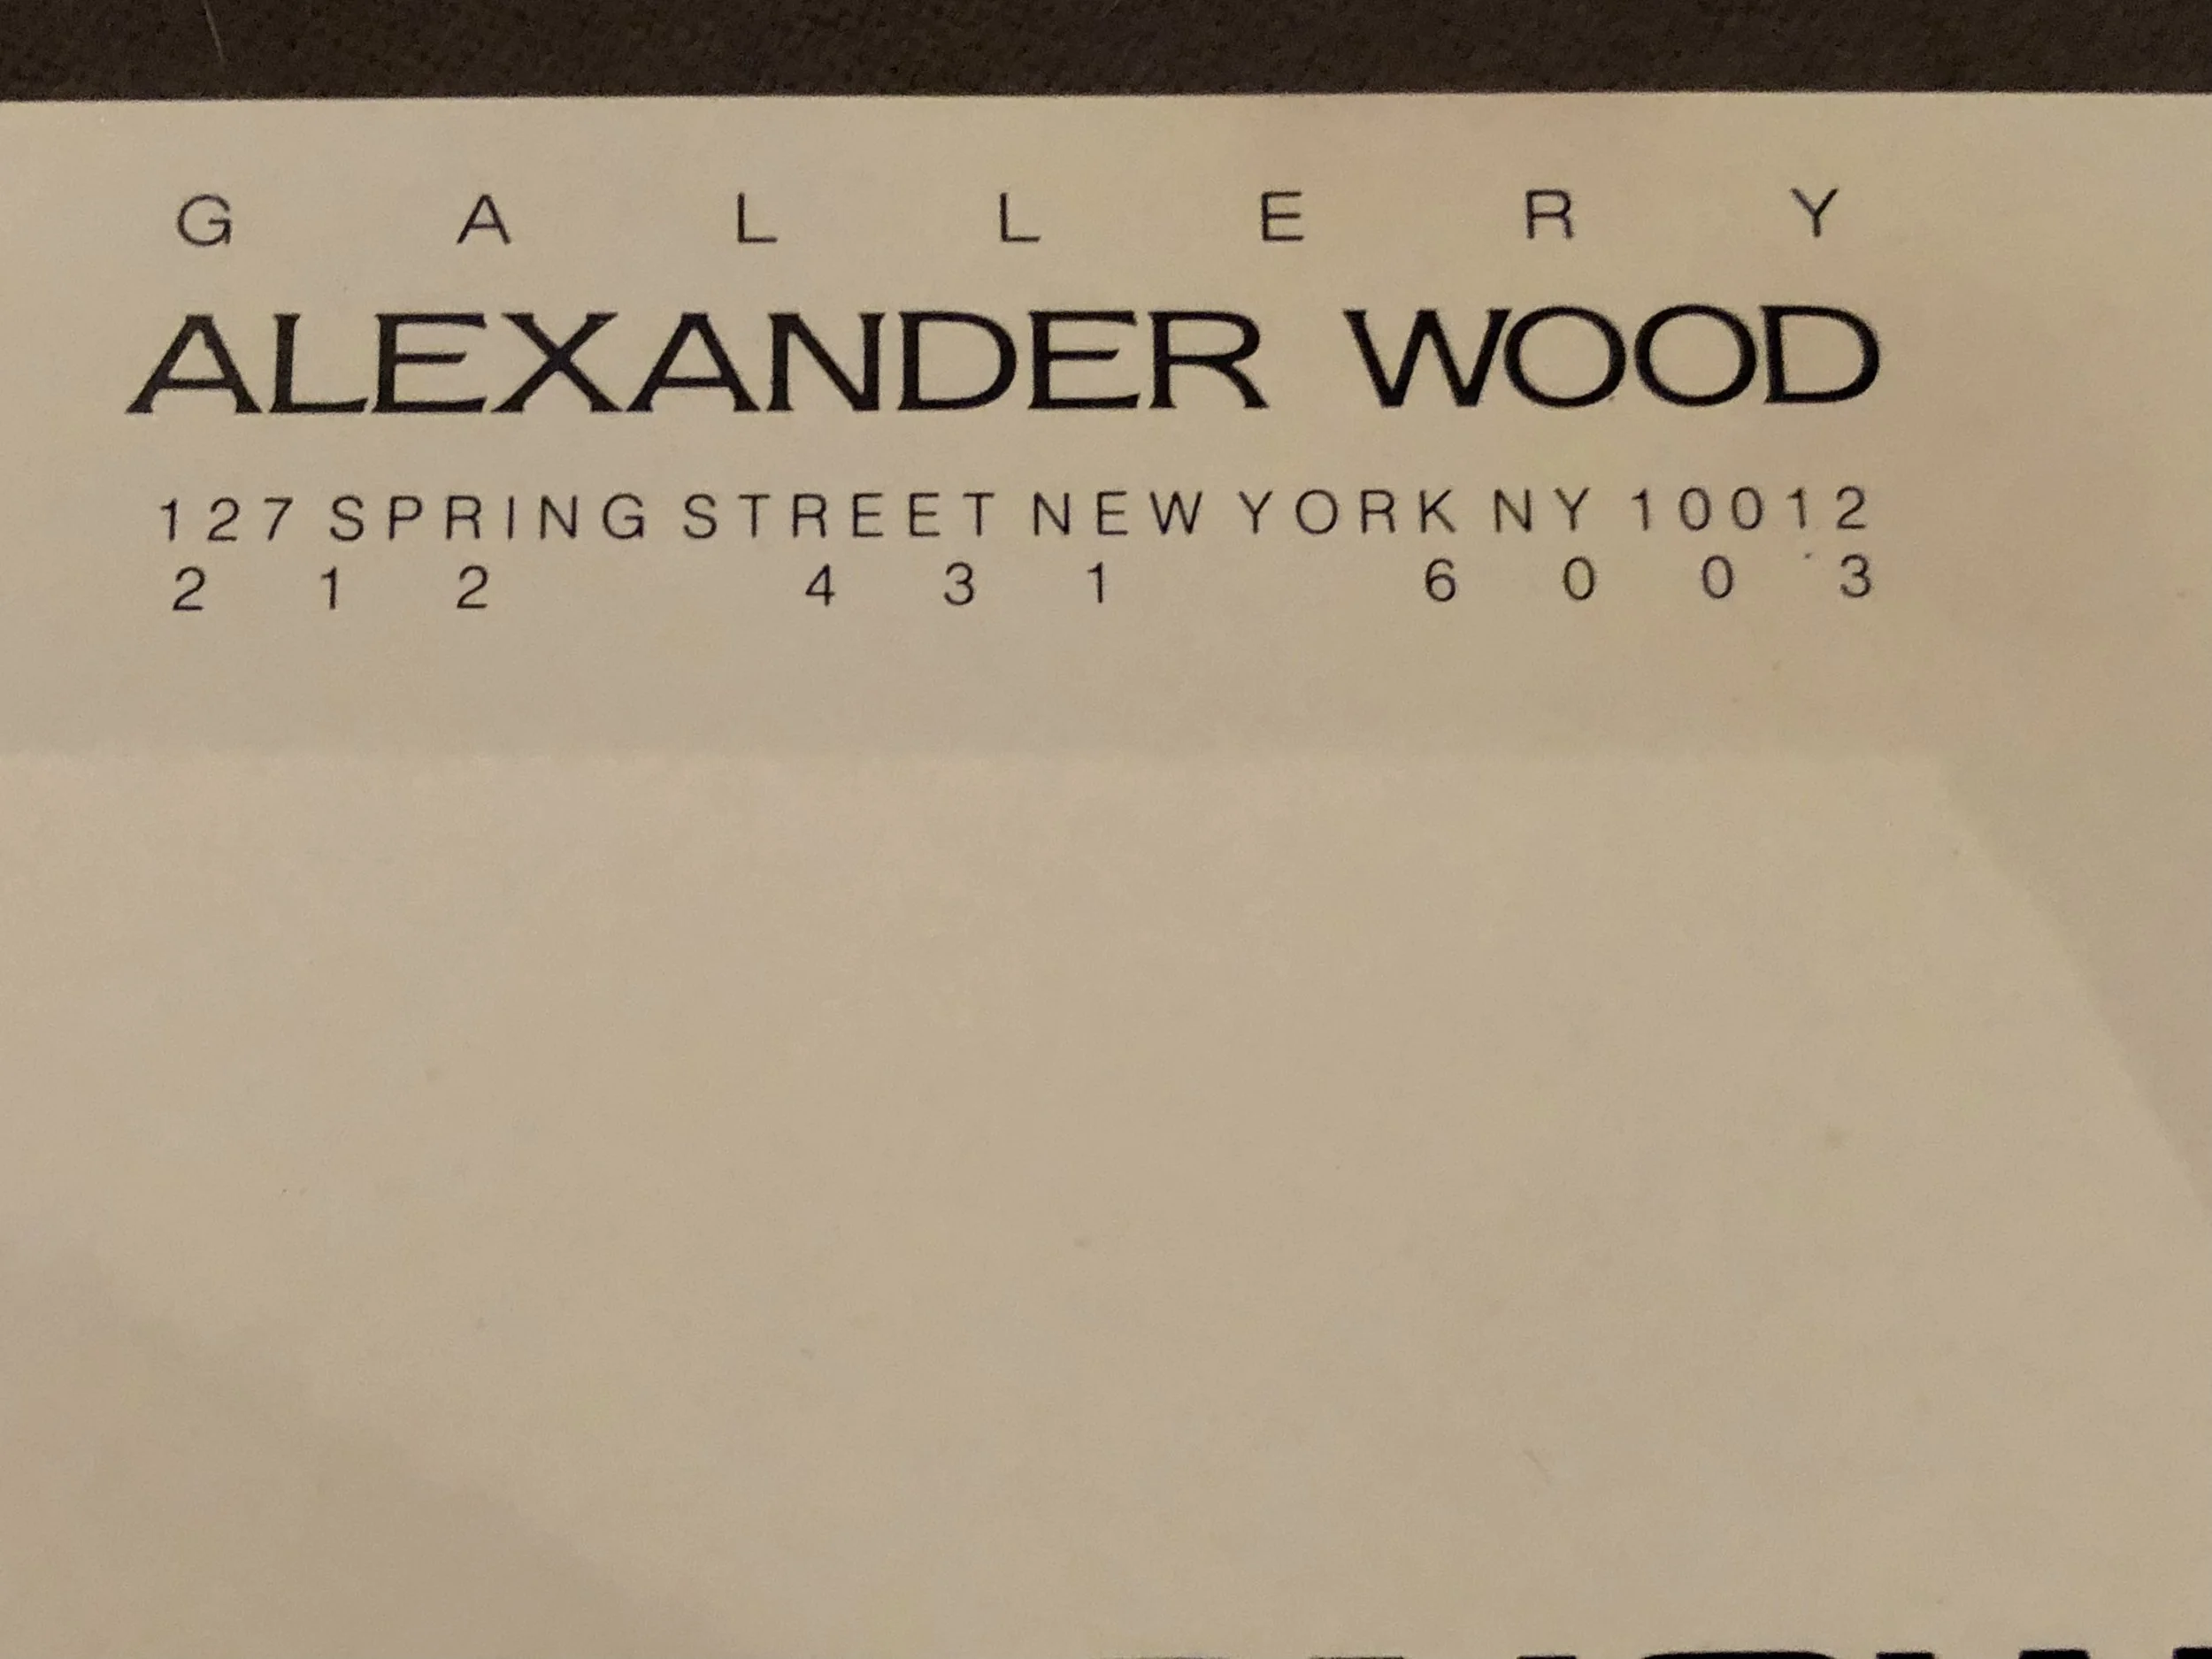 GALLERY
ALEXANDER WOOD
127 SPRING STREET NEW YORK NY 10012
212 431 6003